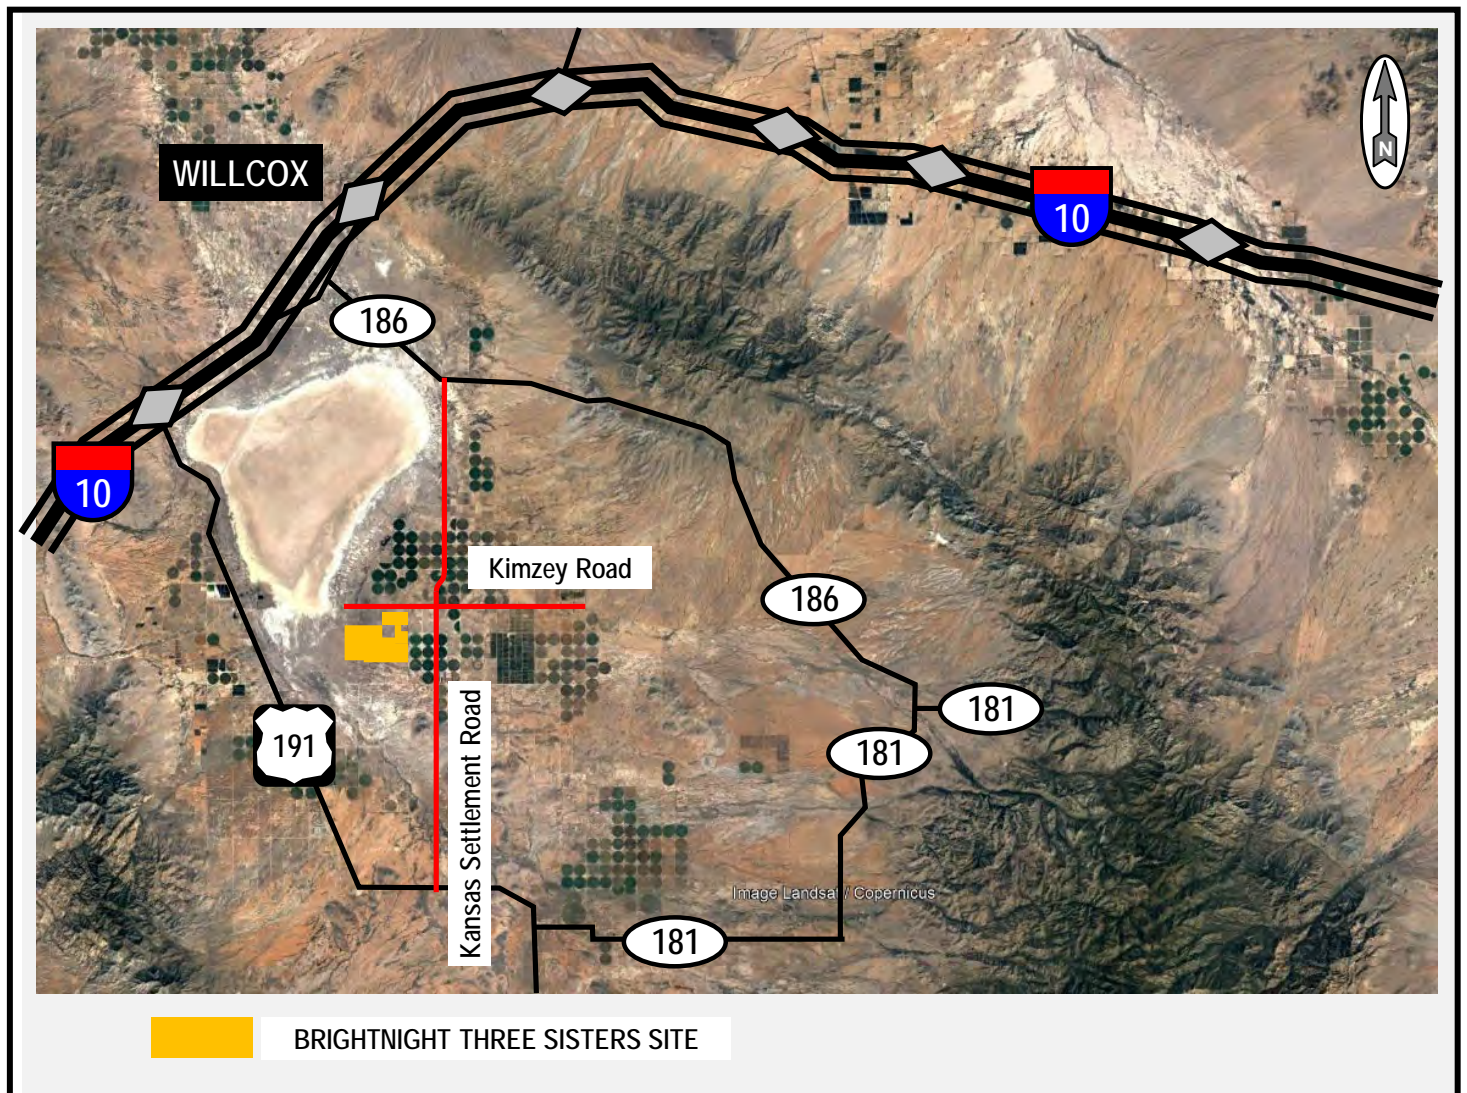 N
WILLCOX
10
186
10
Kimzey Road
186
181
181
191
Kansas Settlement Road
Image Landsat / Copernicus
181
BRIGHTNIGHT THREE SISTERS SITE